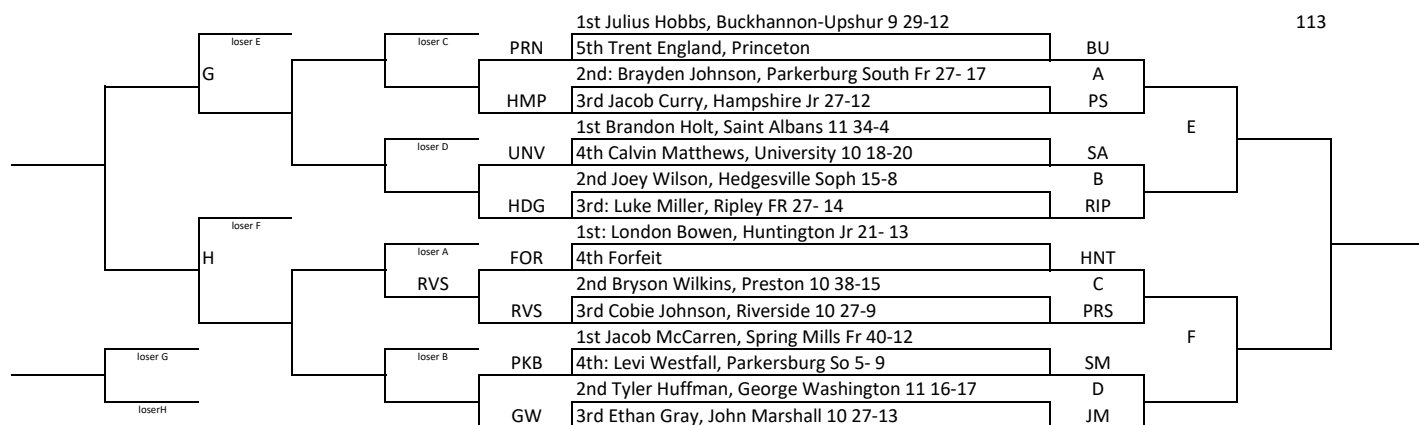 1st Julius Hobbs, Buckhannon-Upshur 9 29-12 113
loser E loser C PRN 5th Trent England, Princeton BU
G 2nd: Brayden Johnson, Parkerburg South Fr 27- 17 A
HMP 3rd Jacob Curry, Hampshire Jr 27-12 PS
1st Brandon Holt, Saint Albans 11 34-4 E
loser D UNV 4th Calvin Matthews, University 10 18-20 SA
2nd Joey Wilson, Hedgesville Soph 15-8 B
HDG 3rd: Luke Miller, Ripley FR 27- 14 RIP
loser F 1st: London Bowen, Huntington Jr 21- 13
H loser A FOR 4th Forfeit HNT
RVS 2nd Bryson Wilkins, Preston 10 38-15 C
RVS 3rd Cobie Johnson, Riverside 10 27-9 PRS
1st Jacob McCarren, Spring Mills Fr 40-12 F
loser G loser B PKB 4th: Levi Westfall, Parkersburg So 5- 9 SM
2nd Tyler Huffman, George Washington 11 16-17 D
loserH GW 3rd Ethan Gray, John Marshall 10 27-13 JM